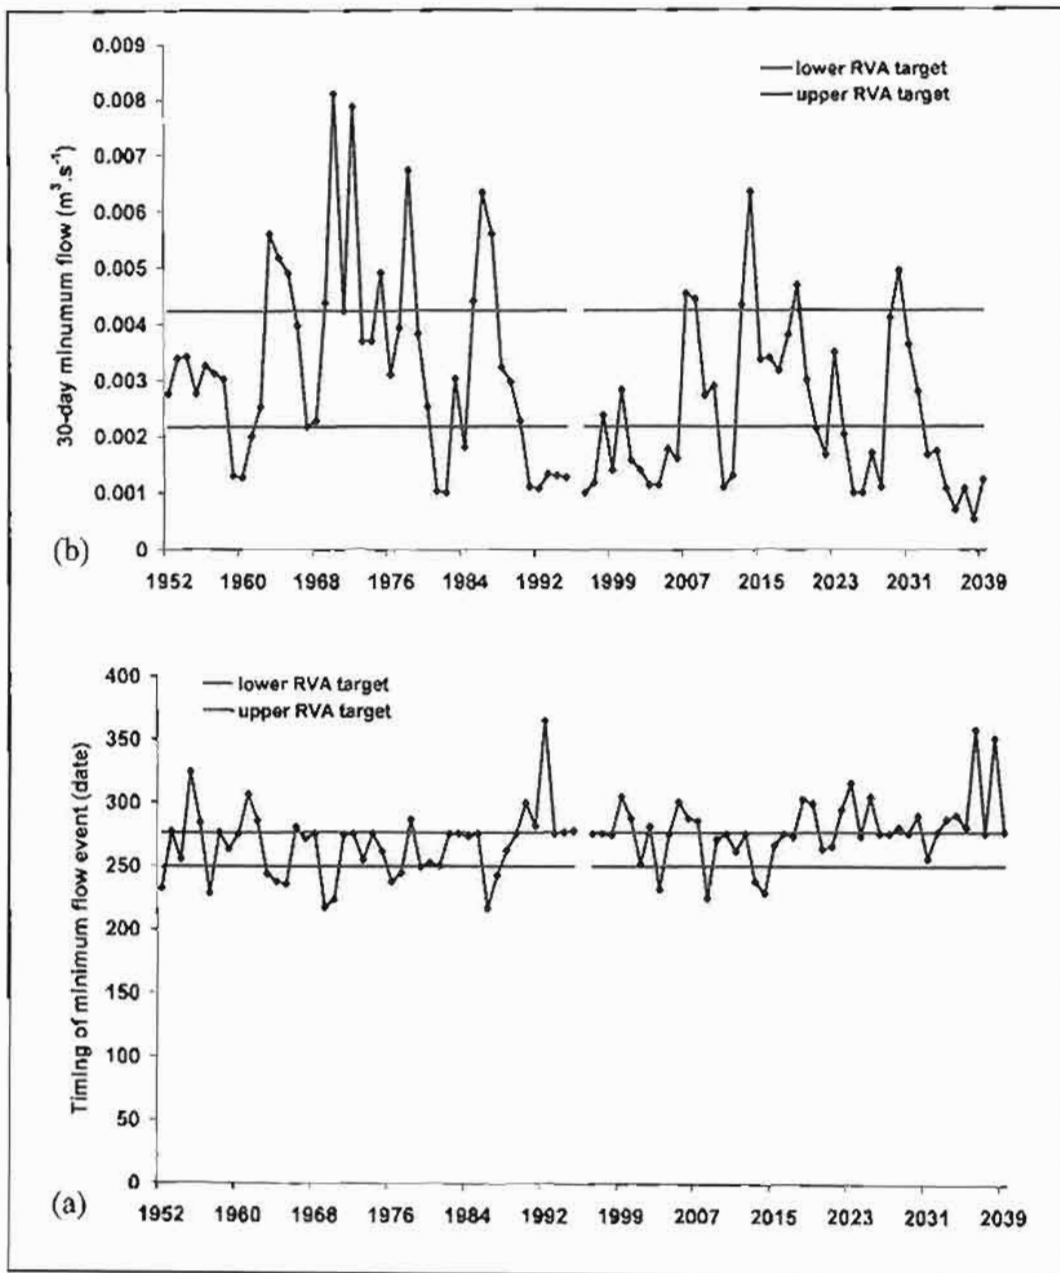 0.009
lower RVA target
0.008
upper RVA target
0.007
0.006
0.005
0.004
0.003
0.002
0.001
0
30-day minumum flow (m³.s⁻¹)
(b)
1952 1960 1968 1976 1984 1992 1999 2007 2015 2023 2031 2039
400
lower RVA target
upper RVA target
350
300
250
200
150
100
50
0
Timing of minimum flow event (date)
(a)
1952 1960 1968 1976 1984 1992 1999 2007 2015 2023 2031 2039